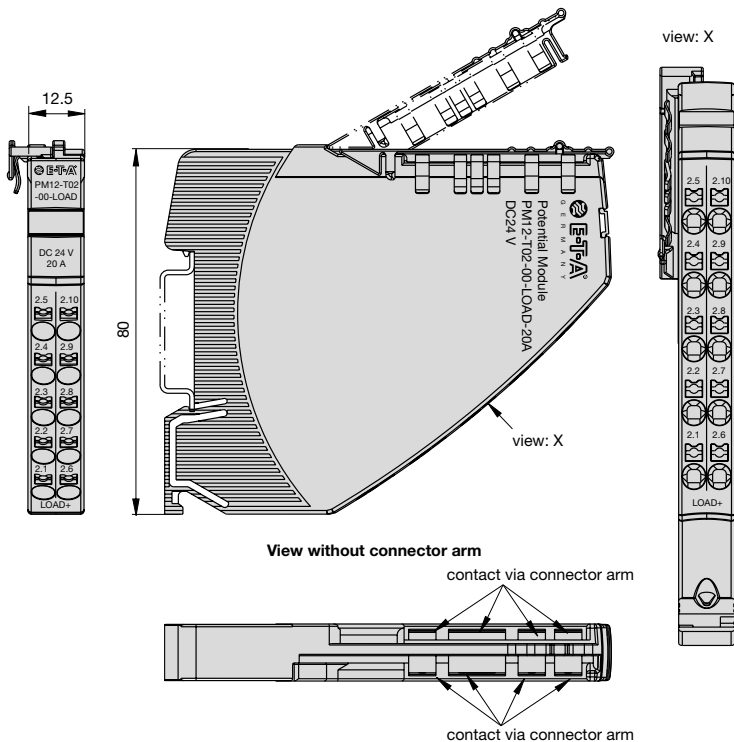 view: X
12.5
E-T-A®
PM12-T02
-00-LOAD
DC 24 V
20 A
2.5 2.10
2.4 2.9
2.3 2.8
2.2 2.7
2.1 2.6
LOAD+
80
E-T-A®
GERMANY
Potential Module
PM12-T02-00-LOAD-20A
DC24 V
view: X
2.5 2.10
2.4 2.9
2.3 2.8
2.2 2.7
2.1 2.6
LOAD+
View without connector arm
contact via connector arm
contact via connector arm